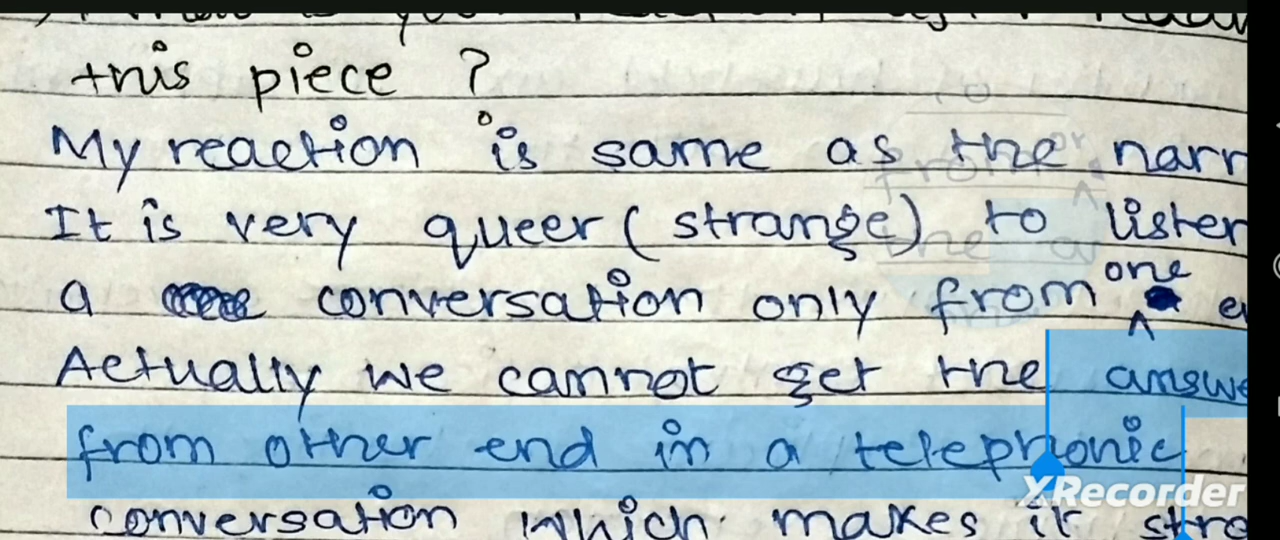 this piece ?
My reaction is same as the narr
It is very queer ( strange) to listen
a conversation only from one e
Actually we cannot get the answe
from other end in a telephonic
conversation which makes it stra
XRecorder